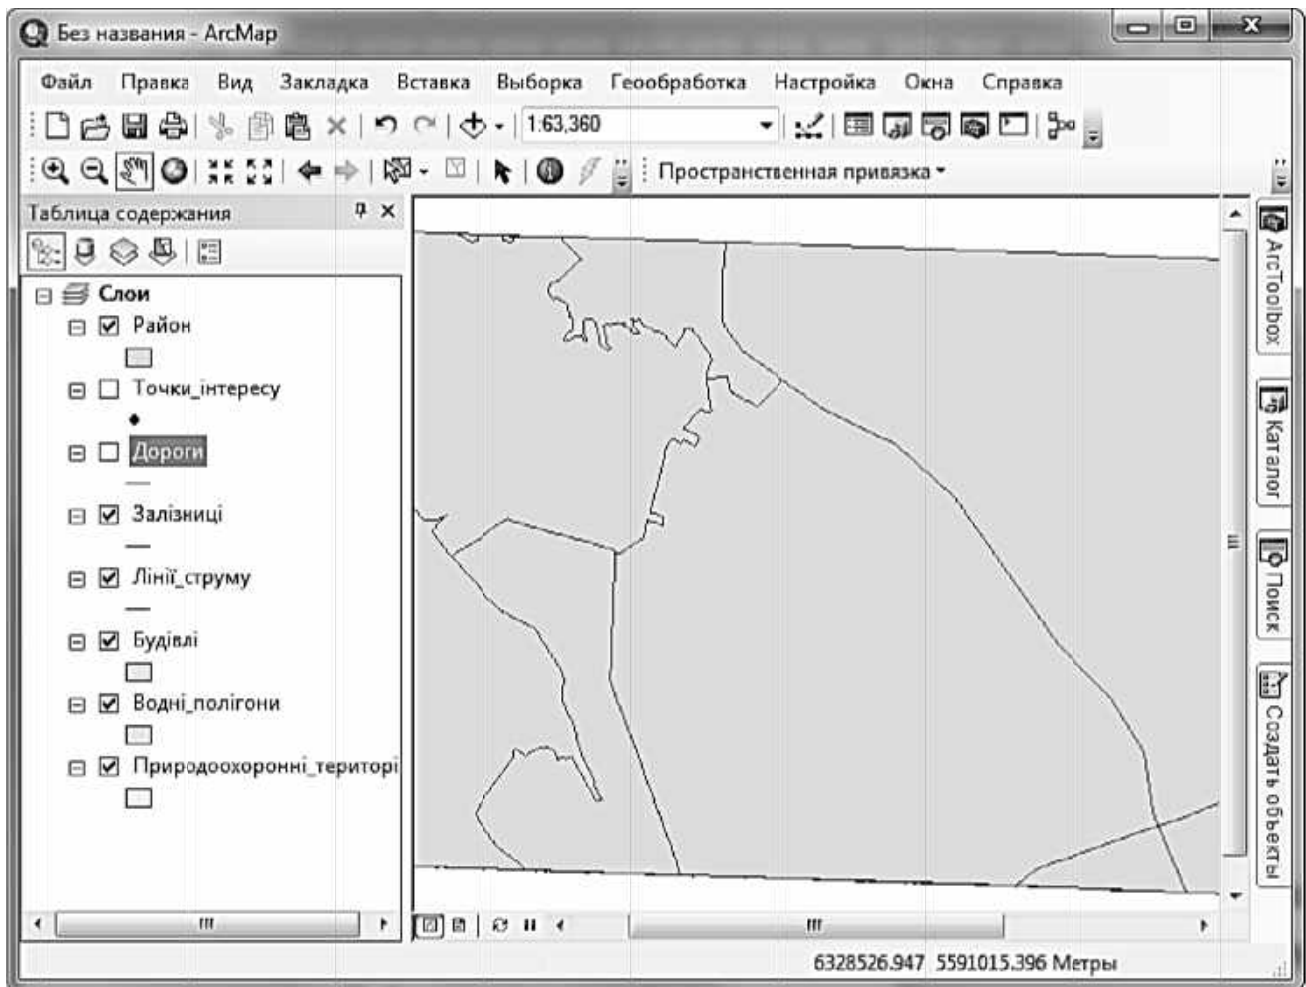 Без названия - ArcMap
Файл Правка Вид Закладка Вставка Выборка Геообработка Настройка Окна Справка
1:63,360
Пространственная привязка
Таблица содержания
Слои
Район
Точки_інтересу
Дороги
Залізниці
Лінії_струму
Будівлі
Водні_полігони
Природоохоронні_територі
ArcToolbox
Каталог
Поиск
Создать объекты
6328526.947 5591015.396 Метры